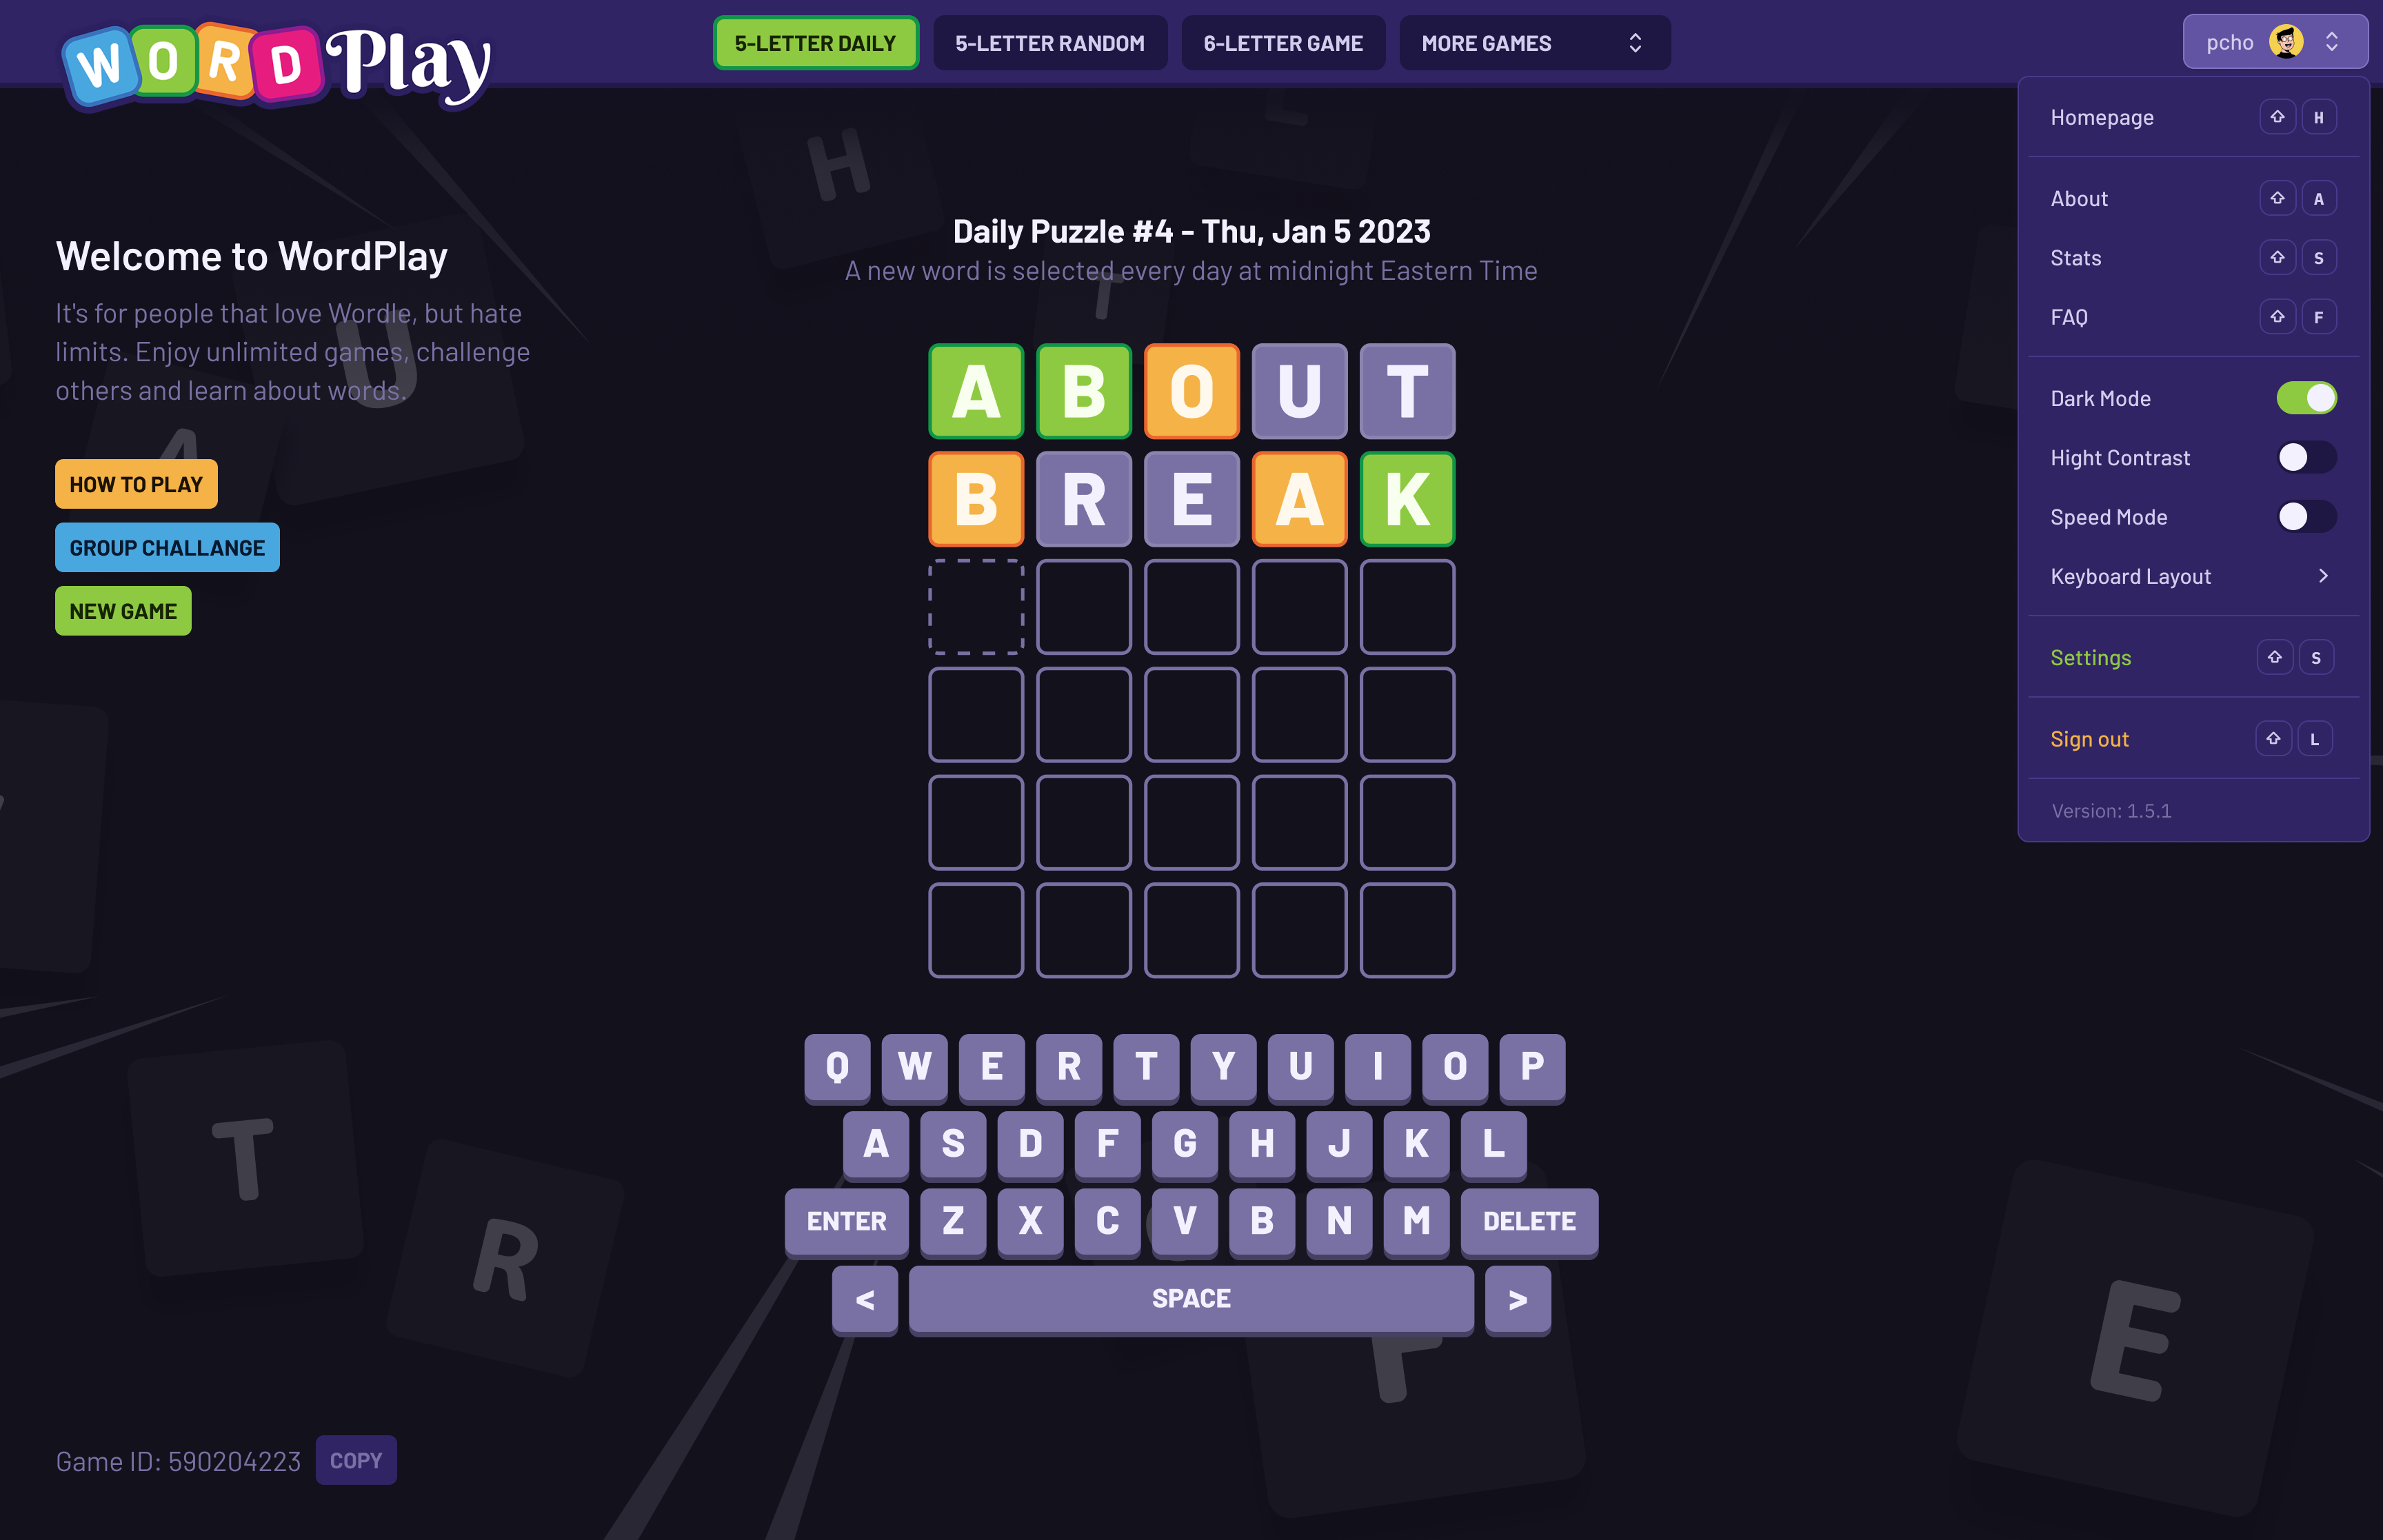 WORD Play
5-LETTER DAILY
5-LETTER RANDOM
6-LETTER GAME
MORE GAMES
pcho
Homepage H
About A
Stats S
FAQ F
Dark Mode
Hight Contrast
Speed Mode
Keyboard Layout
Settings S
Sign out L
Version: 1.5.1
Welcome to WordPlay
It's for people that love Wordle, but hate
limits. Enjoy unlimited games, challenge
others and learn about words.
HOW TO PLAY
GROUP CHALLANGE
NEW GAME
Daily Puzzle #4 - Thu, Jan 5 2023
A new word is selected every day at midnight Eastern Time
A B O U T
B R E A K
Q W E R T Y U I O P
A S D F G H J K L
ENTER Z X C V B N M DELETE
< SPACE >
H
U
A
T
R
E
Game ID: 590204223 COPY